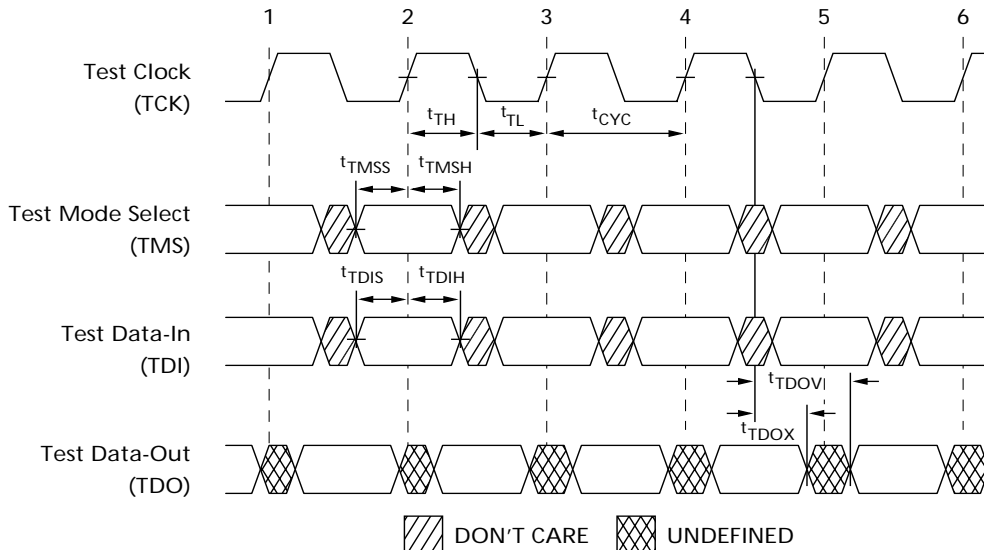 1 2 3 4 5 6
Test Clock
(TCK)
tTH tTL tCYC
tTMSS tTMSH
Test Mode Select
(TMS)
tTDIS tTDIH
Test Data-In
(TDI)
tTDOV
tTDOX
Test Data-Out
(TDO)
DON'T CARE UNDEFINED